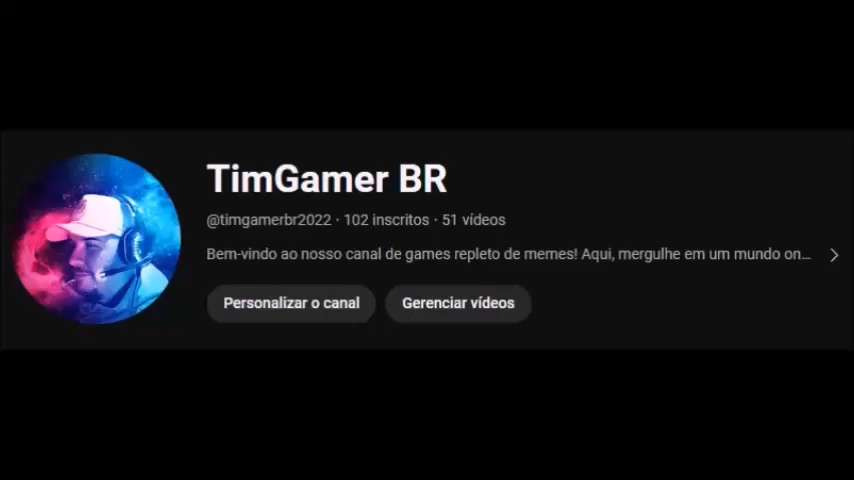 TimGamer BR
@timgamerbr2022 · 102 inscritos · 51 vídeos
Bem-vindo ao nosso canal de games repleto de memes! Aqui, mergulhe em um mundo on...
Personalizar o canal
Gerenciar vídeos